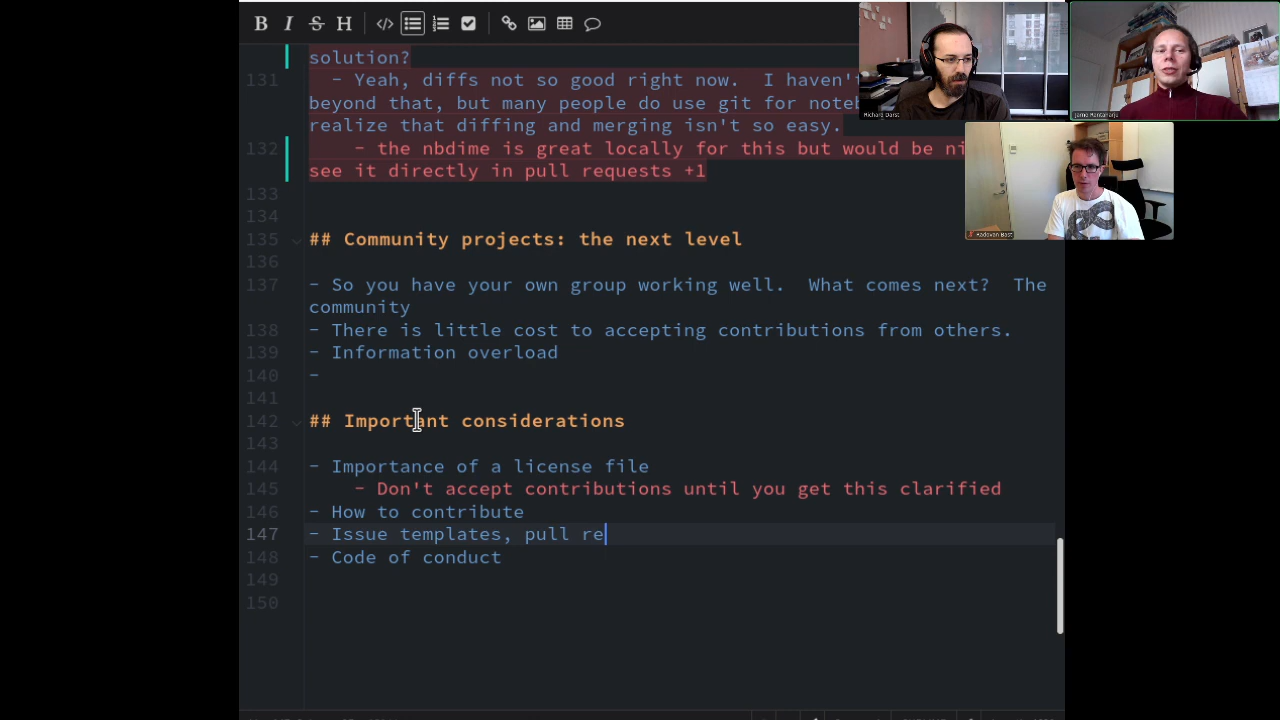 B I S H </>
solution?
131 - Yeah, diffs not so good right now. I haven't
beyond that, but many people do use git for
realize that diffing and merging isn't so easy.
132 - the nbdime is great locally for this but would be
see it directly in pull requests +1
133
134
135 ## Community projects: the next level
136
137 - So you have your own group working well. What comes next? The
community
138 - There is little cost to accepting contributions from others.
139 - Information overload
140 -
141
142 ## Important considerations
143
144 - Importance of a license file
145 - Don't accept contributions until you get this clarified
146 - How to contribute
147 - Issue templates, pull re
148 - Code of conduct
149
150
Richard Darst
Jarno Rantaharju
Radovan Bast